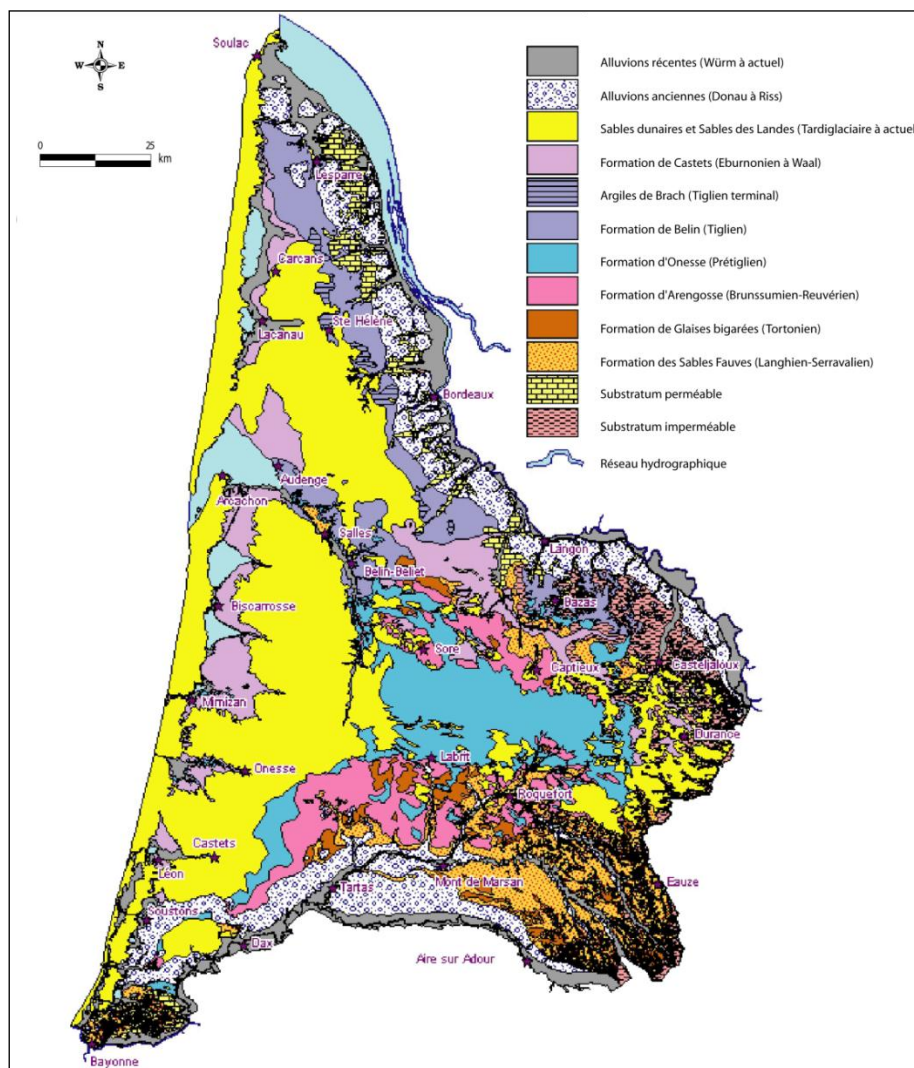 N
W E
S
0 25
km
Alluvions récentes (Würm à actuel)
Alluvions anciennes (Donau à Riss)
Sables dunaires et Sables des Landes (Tardiglaciaire à actuel
Formation de Castets (Eburnonien à Waal)
Argiles de Brach (Tiglien terminal)
Formation de Belin (Tiglien)
Formation d'Onesse (Prétiglien)
Formation d'Arengosse (Brunssumien-Reuvérien)
Formation de Glaises bigarées (Tortonien)
Formation des Sables Fauves (Langhien-Serravalien)
Substratum perméable
Substratum imperméable
Réseau hydrographique
Soulac
Lesparre
Carcans
Lacanau
Ste Hélène
Bordeaux
Audenge
Arcachon
Salles
Langon
Belin-Beliet
Bazas
Biscarrosse
Sore
Captieux
Casteljaloux
Mimizan
Durance
Onesse
Labrit
Roquefort
Castets
Léon
Mont de Marsan
Eauze
Tartas
Soustons
Dax
Aire sur Adour
Bayonne